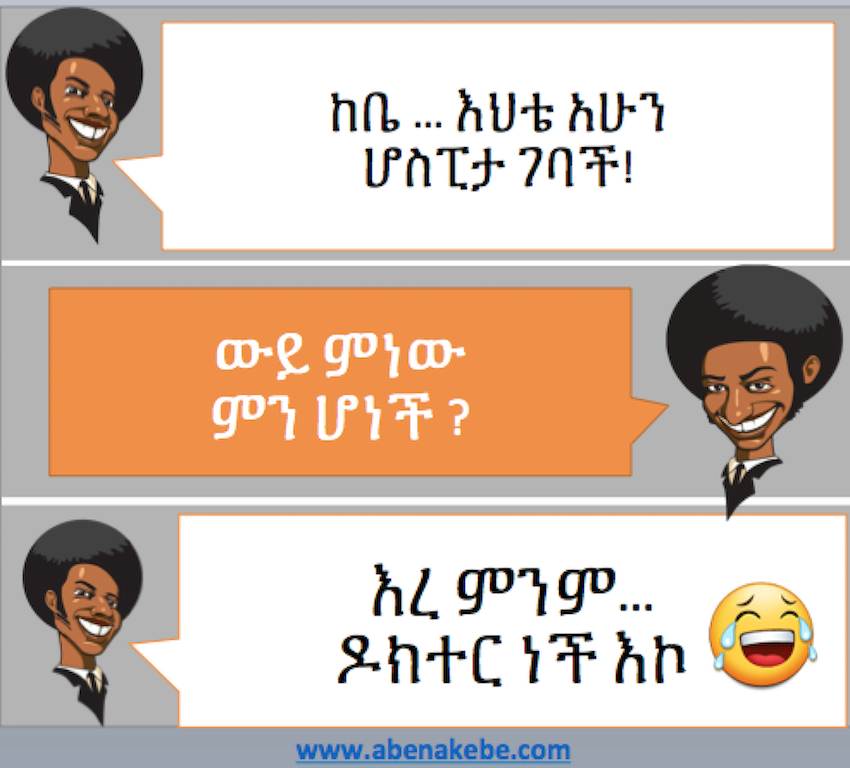 ከቤ ... እህቴ አሁን
ሆስፒታ ገባች!
ውይ ምነው
ምን ሆነች ?
እረ ምንም...
ዶክተር ነች እኮ
www.abenakebe.com